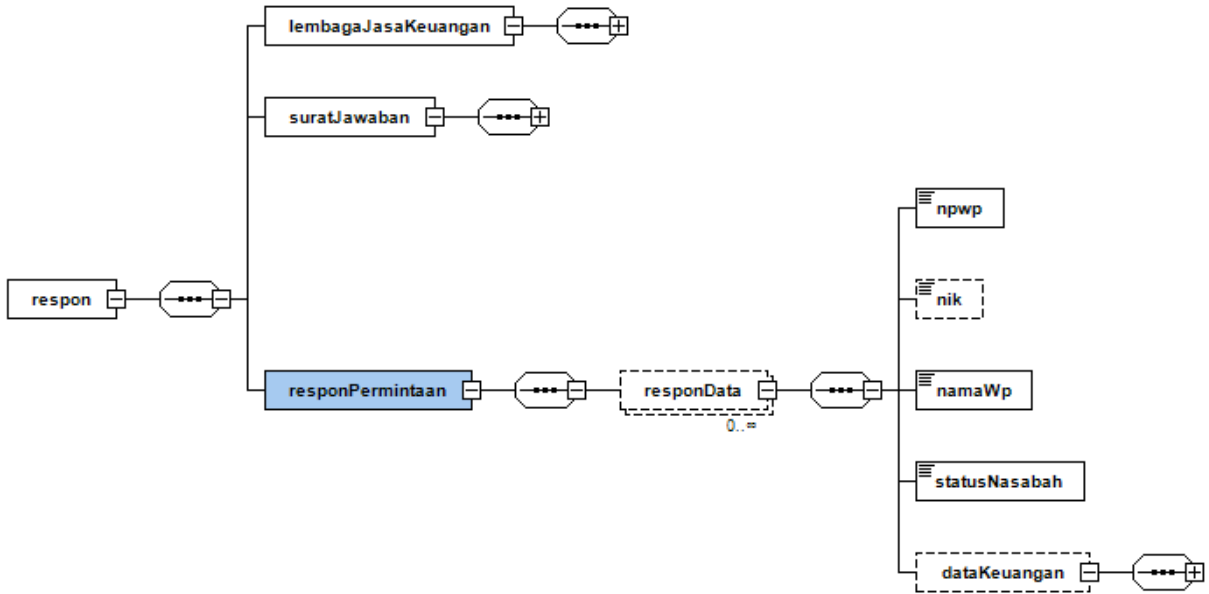 lembagaJasaKeuangan
suratJawaban
npwp
nik
respon
responPermintaan
responData
namaWp
0..∞
statusNasabah
dataKeuangan